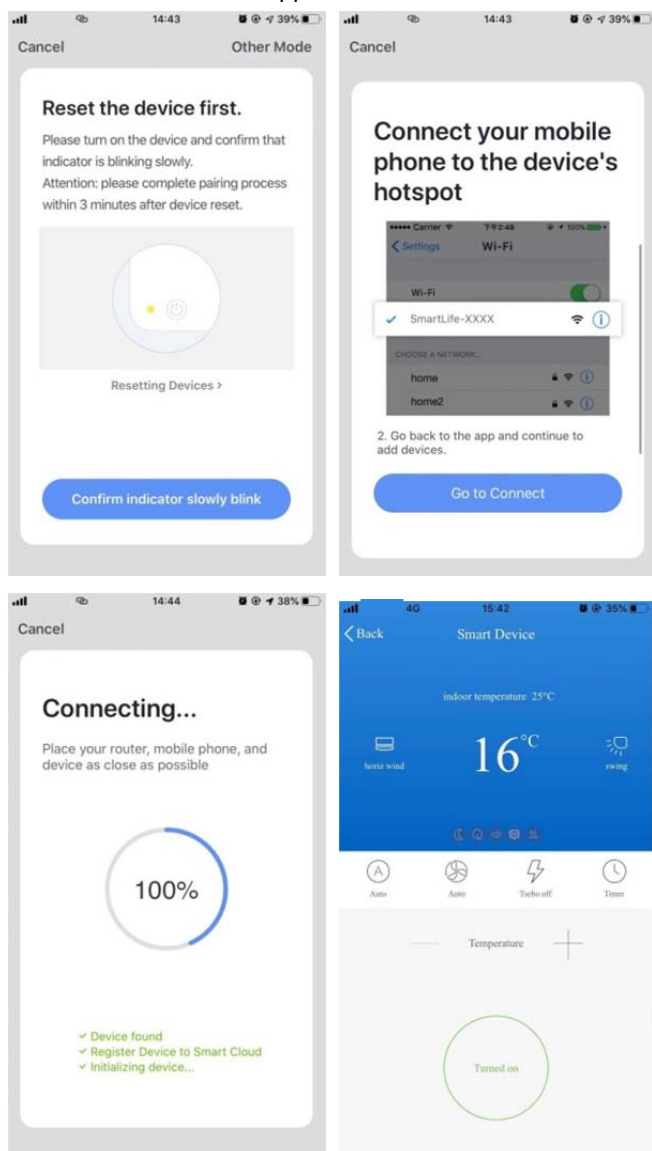 14:43
39%
Cancel
Other Mode
Reset the device first.
Please turn on the device and confirm that
indicator is blinking slowly.
Attention: please complete pairing process
within 3 minutes after device reset.
Resetting Devices >
Confirm indicator slowly blink
14:43
39%
Cancel
Connect your mobile
phone to the device's
hotspot
Carrier
下午2:48
100%
Settings
Wi-Fi
Wi-Fi
SmartLife-XXXX
CHOOSE A NETWORK...
home
home2
2. Go back to the app and continue to
add devices.
Go to Connect
14:44
38%
Cancel
Connecting...
Place your router, mobile phone, and
device as close as possible
100%
Device found
Register Device to Smart Cloud
Initializing device...
4G
15:42
35%
Back
Smart Device
indoor temperature 25°C
16°C
horiz wind
swing
A
Auto
Auto
Turbo off
Timer
Temperature
Turned on